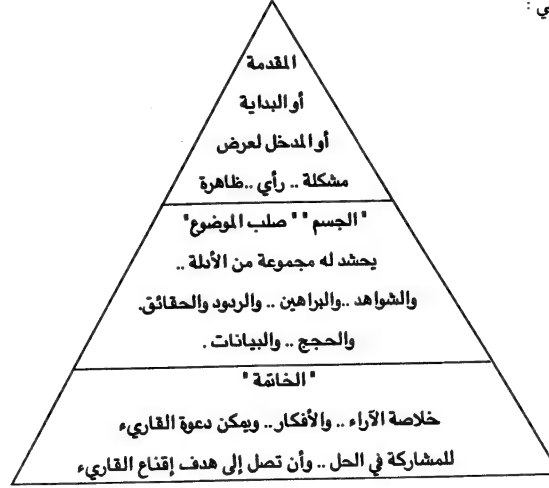 ي :
المقدمة
أو البداية
أو المدخل لعرض
مشكلة .. رأي .. ظاهرة
" الجسم " " صلب الموضوع"
يحشد له مجموعة من الأدلة ..
والشواهد ..والبراهين .. والردود والحقائق.
والحجج .. والبيانات .
" الخاتمة "
خلاصة الآراء .. والأفكار.. ويمكن دعوة القاريء
للمشاركة في الحل .. وأن تصل إلى هدف إقناع القاريء